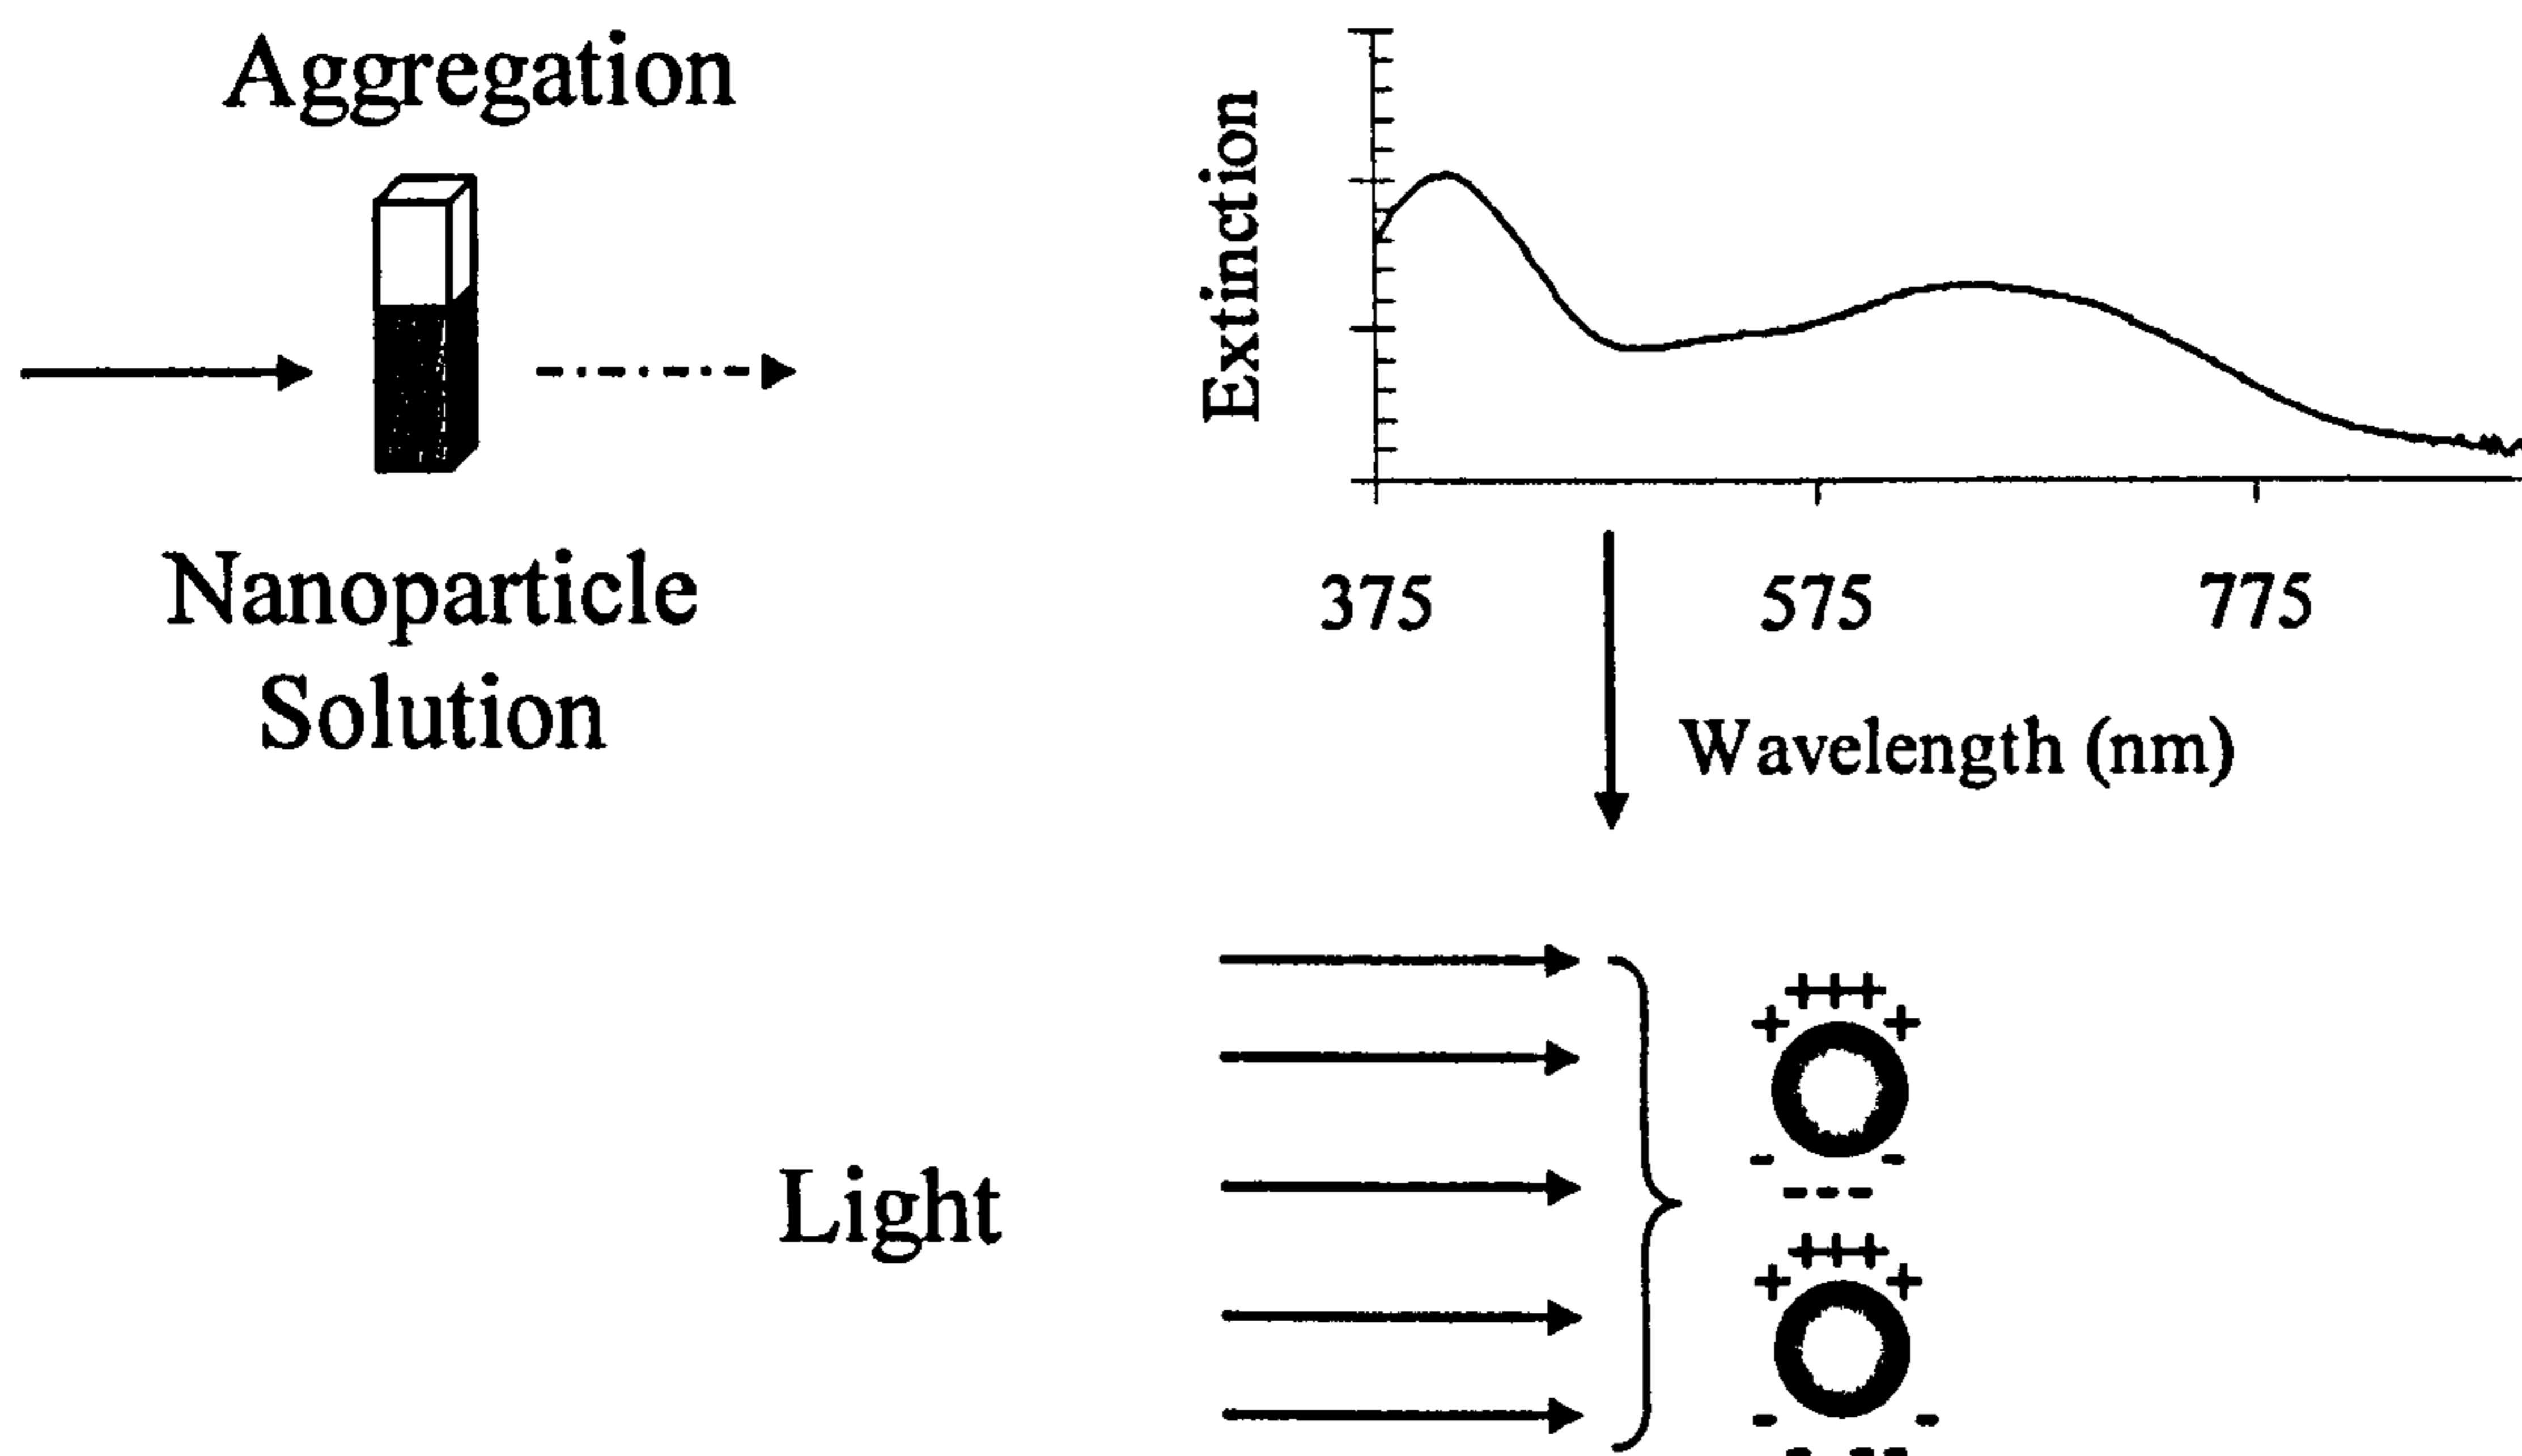 Aggregation
Nanoparticle
Solution
Extinction
375 575 775
Wavelength (nm)
Light
+++
+ +
- -
---
+++
+ +
- -
- --